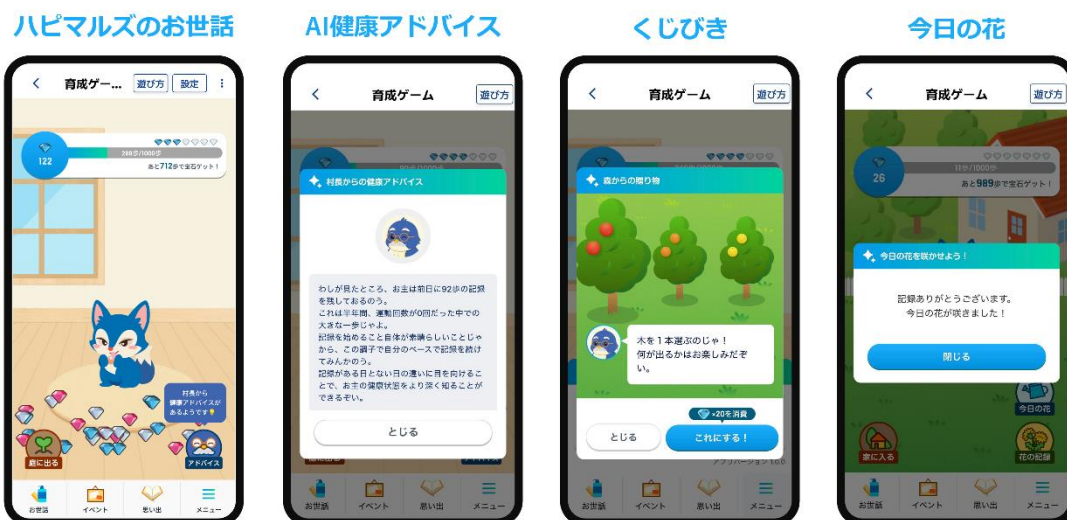 ハピマルズのお世話
AI健康アドバイス
くじびき
今日の花
育成ゲー...
遊び方
設定
122
288歩/1000歩
あと712歩で宝石ゲット!
村長から
健康アドバイスが
あるようです
庭に出る
アドバイス
お世話
イベント
思い出
メニュー
育成ゲーム
遊び方
村長からの健康アドバイス
わしが見たところ、お主は前日に92歩の記録
を残しておるのう。
これは半年間、運動回数が0回だった中での
大きな一歩じゃよ。
記録を始めること自体が素晴らしいことじゃ
から、この調子で自分のペースで記録を続け
てみんかのう。
記録がある日とない日の違いに目を向けるこ
とで、お主の健康状態をより深く知ることが
できるぞい。
とじる
お世話
イベント
思い出
メニュー
育成ゲーム
遊び方
森からの贈り物
木を1本選ぶのじゃ!
何が出るかはお楽しみだぞ
い。
×20を消費
とじる
これにする!
アプリバージョン 1.0.0
お世話
イベント
思い出
メニュー
育成ゲーム
遊び方
26
11歩/1000歩
あと989歩で宝石ゲット!
今日の花を咲かせよう!
記録ありがとうございます。
今日の花が咲きました!
閉じる
今日の花
家に入る
花の記録
お世話
イベント
思い出
メニュー